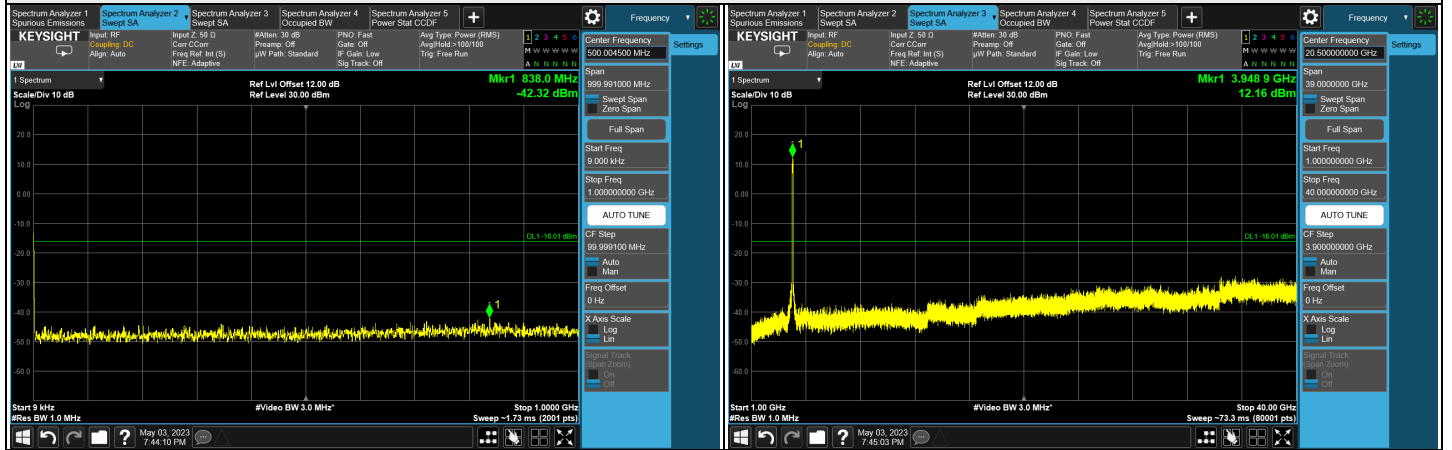 Spectrum Analyzer 1
Spurious Emissions
Spectrum Analyzer 2
Swept SA
Spectrum Analyzer 3
Swept SA
Spectrum Analyzer 4
Occupied BW
Spectrum Analyzer 5
Power Stat CCDF
Frequency
KEYSIGHT
LXI
Input: RF
Coupling: DC
Align: Auto
Input Z: 50 Ω
Corr CCorr
Freq Ref: Int (S)
NFE: Adaptive
#Atten: 30 dB
Preamp: Off
µW Path: Standard
PNO: Fast
Gate: Off
IF Gain: Low
Sig Track: Off
Avg Type: Power (RMS)
Avg|Hold:>100/100
Trig: Free Run
1 2 3 4 5 6
M W W W W W
A N N N N N
Center Frequency
500.004500 MHz
Settings
Span
999.991000 MHz
Swept Span
Zero Span
Full Span
Start Freq
9.000 kHz
Stop Freq
1.000000000 GHz
AUTO TUNE
CF Step
99.999100 MHz
Auto
Man
Freq Offset
0 Hz
X Axis Scale
Log
Lin
Signal Track
(Span Zoom)
On
Off
1 Spectrum
Scale/Div 10 dB
Log
Ref Lvl Offset 12.00 dB
Ref Level 30.00 dBm
Mkr1 838.0 MHz
-42.32 dBm
20.0
10.0
0.00
-10.0
-20.0
-30.0
-40.0
-50.0
-60.0
DL1 -16.01 dBm
1
Start 9 kHz
#Res BW 1.0 MHz
#Video BW 3.0 MHz*
Stop 1.0000 GHz
Sweep ~1.73 ms (2001 pts)
May 03, 2023
7:44:10 PM
Spectrum Analyzer 1
Spurious Emissions
Spectrum Analyzer 2
Swept SA
Spectrum Analyzer 3
Swept SA
Spectrum Analyzer 4
Occupied BW
Spectrum Analyzer 5
Power Stat CCDF
Frequency
KEYSIGHT
LXI
Input: RF
Coupling: DC
Align: Auto
Input Z: 50 Ω
Corr CCorr
Freq Ref: Int (S)
NFE: Adaptive
#Atten: 30 dB
Preamp: Off
µW Path: Standard
PNO: Fast
Gate: Off
IF Gain: Low
Sig Track: Off
Avg Type: Power (RMS)
Avg|Hold:>100/100
Trig: Free Run
1 2 3 4 5 6
M W W W W W
A N N N N N
Center Frequency
20.500000000 GHz
Settings
Span
39.0000000 GHz
Swept Span
Zero Span
Full Span
Start Freq
1.000000000 GHz
Stop Freq
40.000000000 GHz
AUTO TUNE
CF Step
3.900000000 GHz
Auto
Man
Freq Offset
0 Hz
X Axis Scale
Log
Lin
Signal Track
(Span Zoom)
On
Off
1 Spectrum
Scale/Div 10 dB
Log
Ref Lvl Offset 12.00 dB
Ref Level 30.00 dBm
Mkr1 3.948 9 GHz
12.16 dBm
20.0
10.0
0.00
-10.0
-20.0
-30.0
-40.0
-50.0
-60.0
DL1 -16.01 dBm
1
Start 1.00 GHz
#Res BW 1.0 MHz
#Video BW 3.0 MHz*
Stop 40.00 GHz
Sweep ~73.3 ms (80001 pts)
May 03, 2023
7:45:03 PM